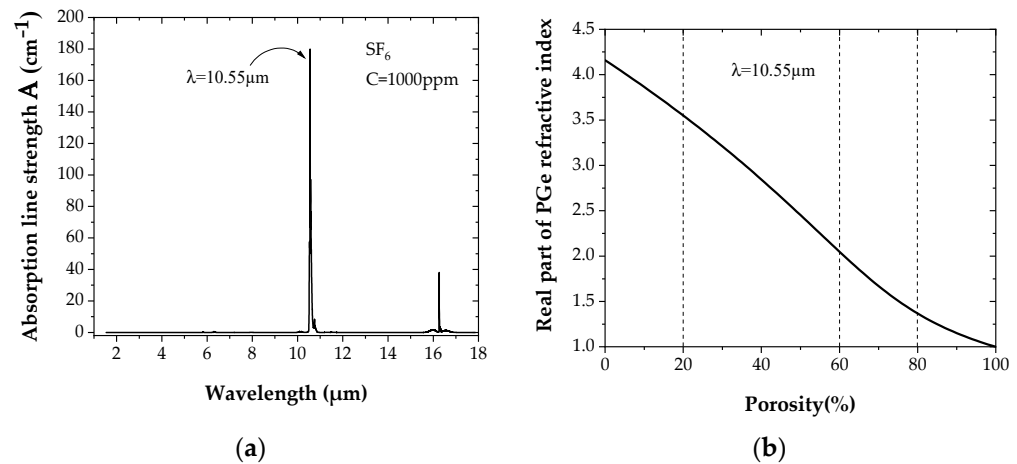 200
180
160
140
120
100
80
60
40
20
0
Absorption line strength A (cm⁻¹)
λ=10.55µm
SF₆
C=1000ppm
2 4 6 8 10 12 14 16 18
Wavelength (µm)
(a)
4.5
4.0
3.5
3.0
2.5
2.0
1.5
1.0
Real part of PGe refractive index
λ=10.55µm
0 20 40 60 80 100
Porosity(%)
(b)